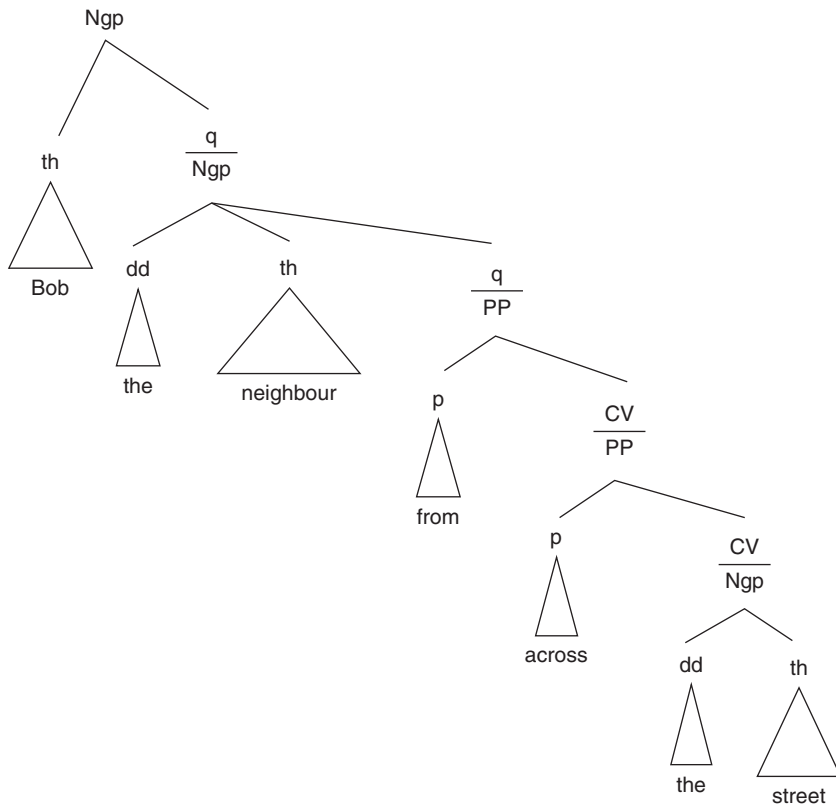 Ngp
th
q
Ngp
Bob
dd
th
q
PP
the
neighbour
p
CV
PP
from
p
CV
Ngp
across
dd
th
the
street